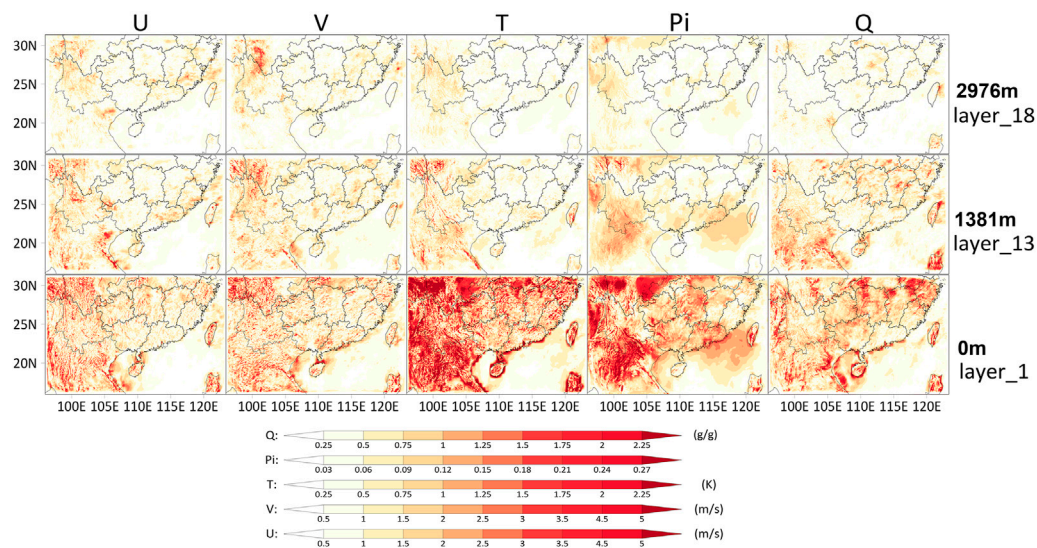 U V T Pi Q
30N
25N
20N
2976m
layer_18
30N
25N
20N
1381m
layer_13
30N
25N
20N
0m
layer_1
100E 105E 110E 115E 120E 100E 105E 110E 115E 120E 100E 105E 110E 115E 120E 100E 105E 110E 115E 120E 100E 105E 110E 115E 120E
Q: (g/g)
0.25 0.5 0.75 1 1.25 1.5 1.75 2 2.25
Pi:
0.03 0.06 0.09 0.12 0.15 0.18 0.21 0.24 0.27
T: (K)
0.25 0.5 0.75 1 1.25 1.5 1.75 2 2.25
V: (m/s)
0.5 1 1.5 2 2.5 3 3.5 4.5 5
U: (m/s)
0.5 1 1.5 2 2.5 3 3.5 4.5 5